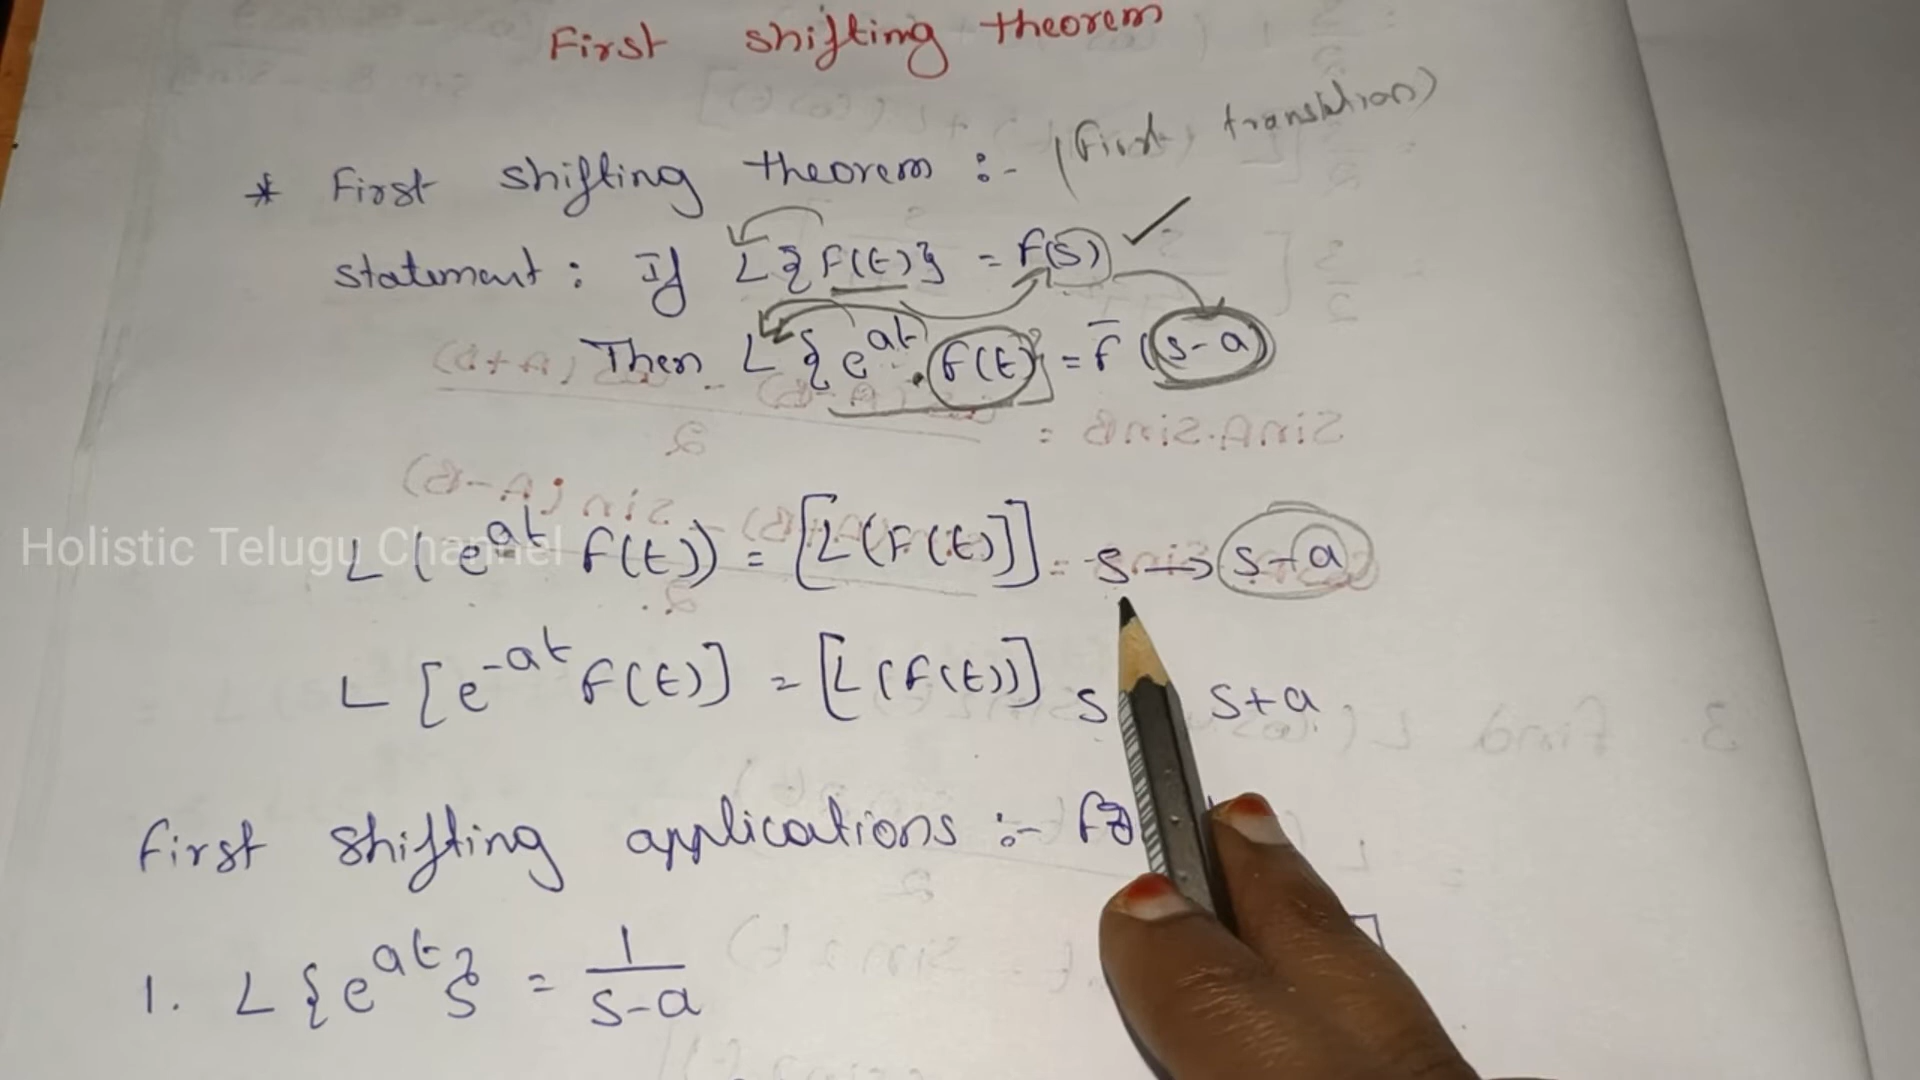 First shifting theorem
* First shifting theorem :- (First translation)
statement : If L{f(t)} = f(s) ✓
Then L{e^at . f(t)} = f̄(s-a)
Holistic Telugu Channel
L(e^at f(t)) = [L(F(t)]] = s → s-a
L[e^-at f(t)] = [L(f(t))] s s+a
First shifting applications :-
1. L{e^at} = 1/(s-a)